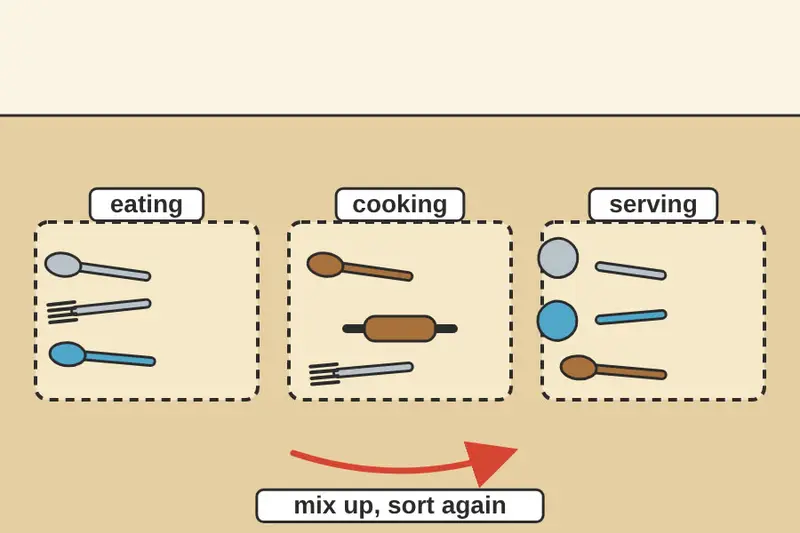 eating
cooking
serving
mix up, sort again